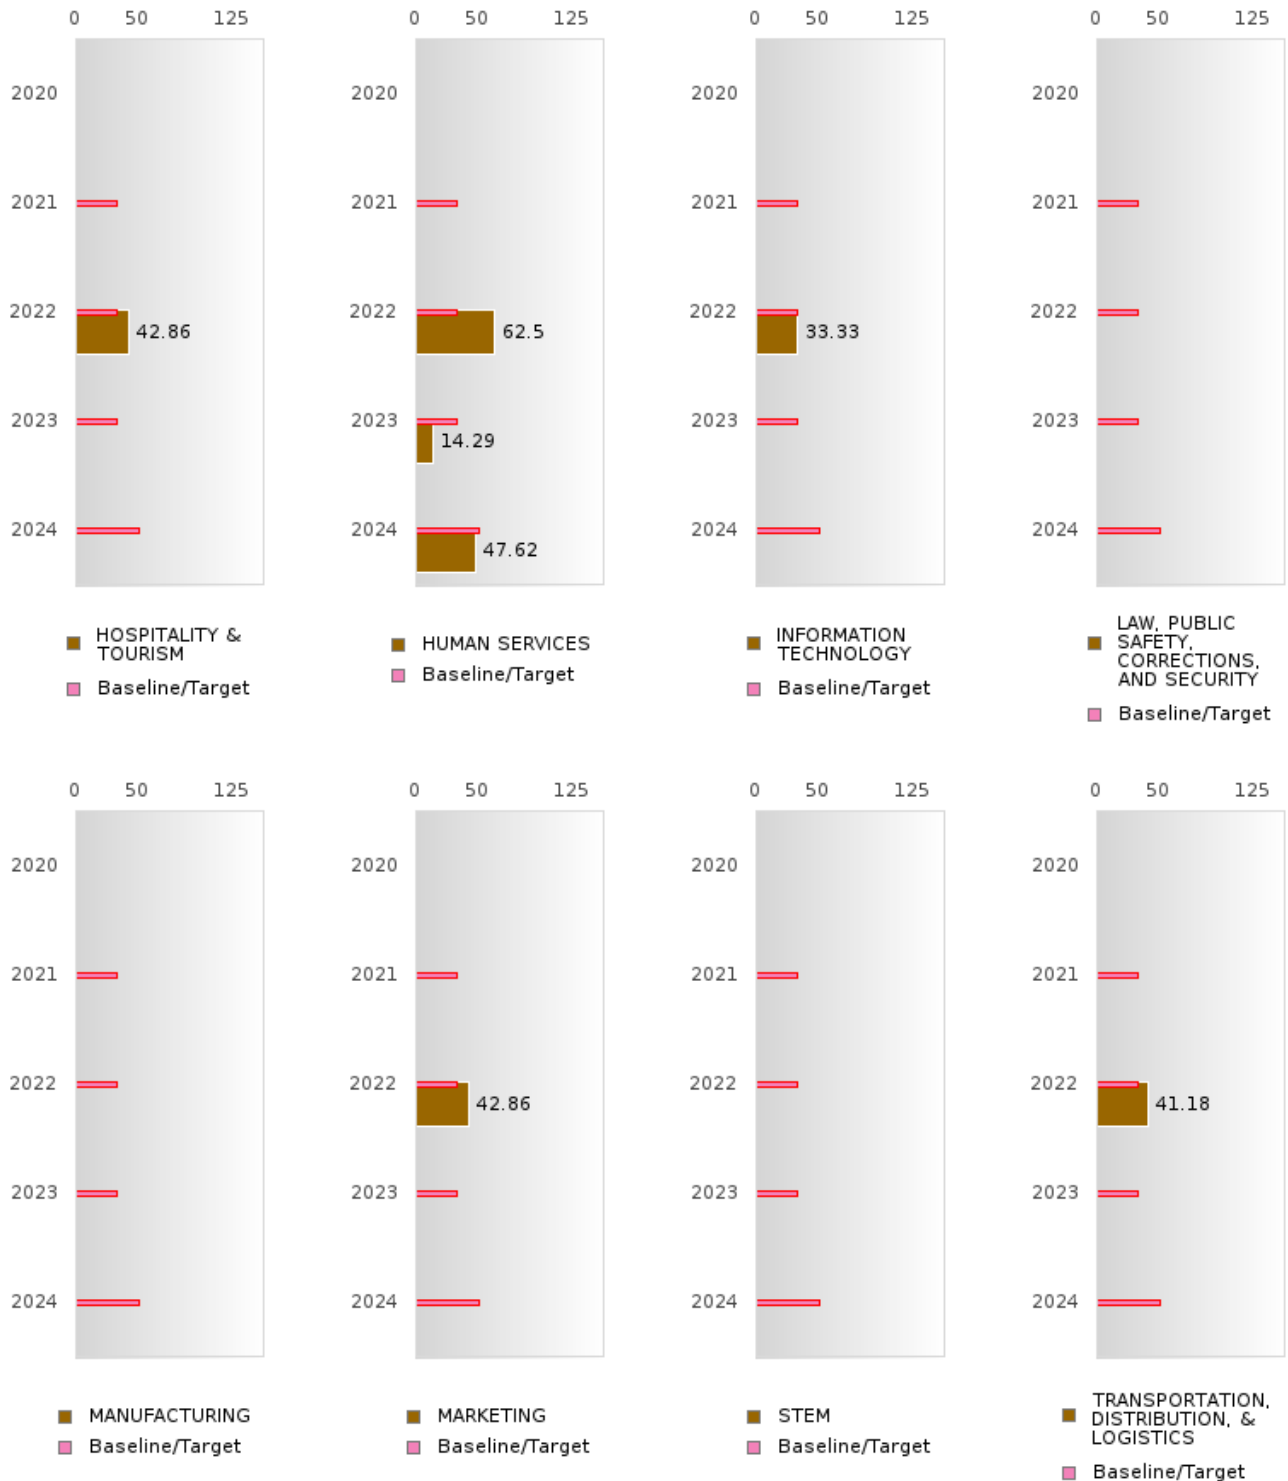 0 50 125
0 50 125
0 50 125
0 50 125
2020
2020
2020
2020
2021
2021
2021
2021
2022
42.86
2022
62.5
2022
33.33
2022
2023
2023
14.29
2023
2023
2024
2024
47.62
2024
2024
HOSPITALITY &
TOURISM
Baseline/Target
HUMAN SERVICES
Baseline/Target
INFORMATION
TECHNOLOGY
Baseline/Target
LAW, PUBLIC
SAFETY,
CORRECTIONS,
AND SECURITY
Baseline/Target
0 50 125
0 50 125
0 50 125
0 50 125
2020
2020
2020
2020
2021
2021
2021
2021
2022
2022
42.86
2022
2022
41.18
2023
2023
2023
2023
2024
2024
2024
2024
MANUFACTURING
Baseline/Target
MARKETING
Baseline/Target
STEM
Baseline/Target
TRANSPORTATION,
DISTRIBUTION, &
LOGISTICS
Baseline/Target